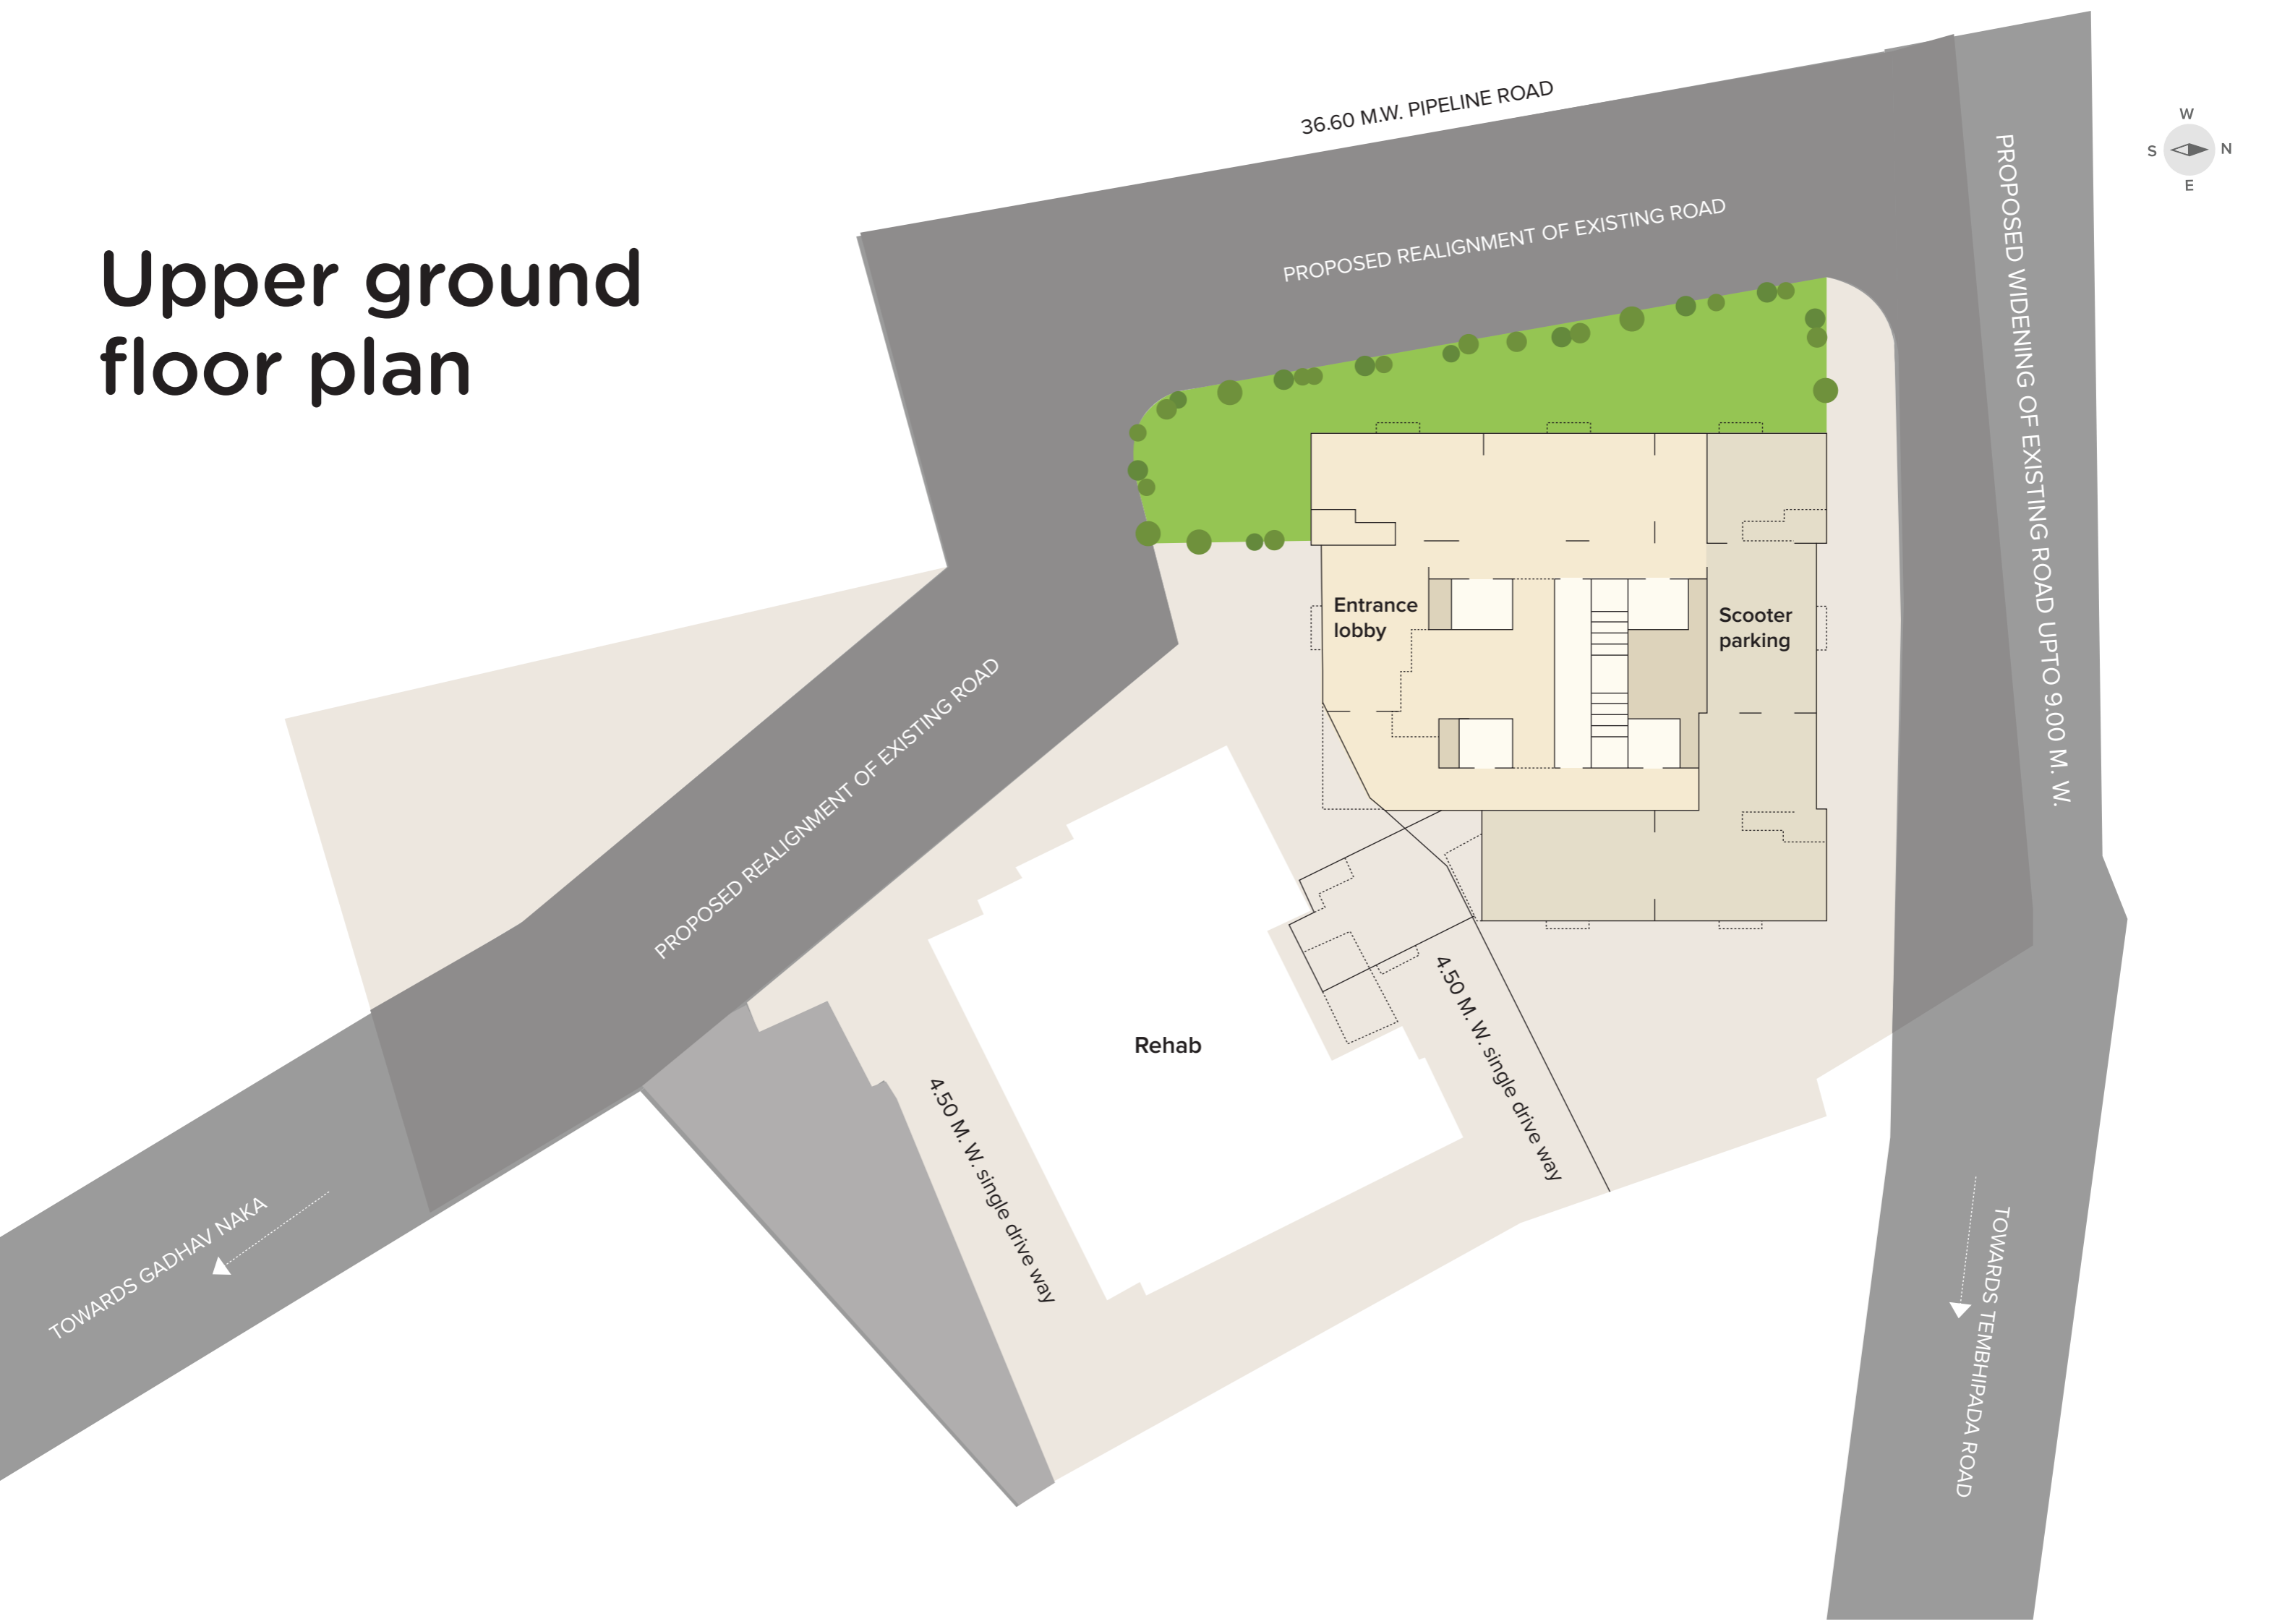 Upper ground
floor plan
36.60 M.W. PIPELINE ROAD
PROPOSED REALIGNMENT OF EXISTING ROAD
PROPOSED WIDENING OF EXISTING ROAD UPTO 9.00 M. W.
W
S
N
E
Entrance
lobby
Scooter
parking
PROPOSED REALIGNMENT OF EXISTING ROAD
Rehab
4.50 M. W. single drive way
4.50 M. W. single drive way
TOWARDS GADHAV NAKA
TOWARDS TEMBHIPADA ROAD